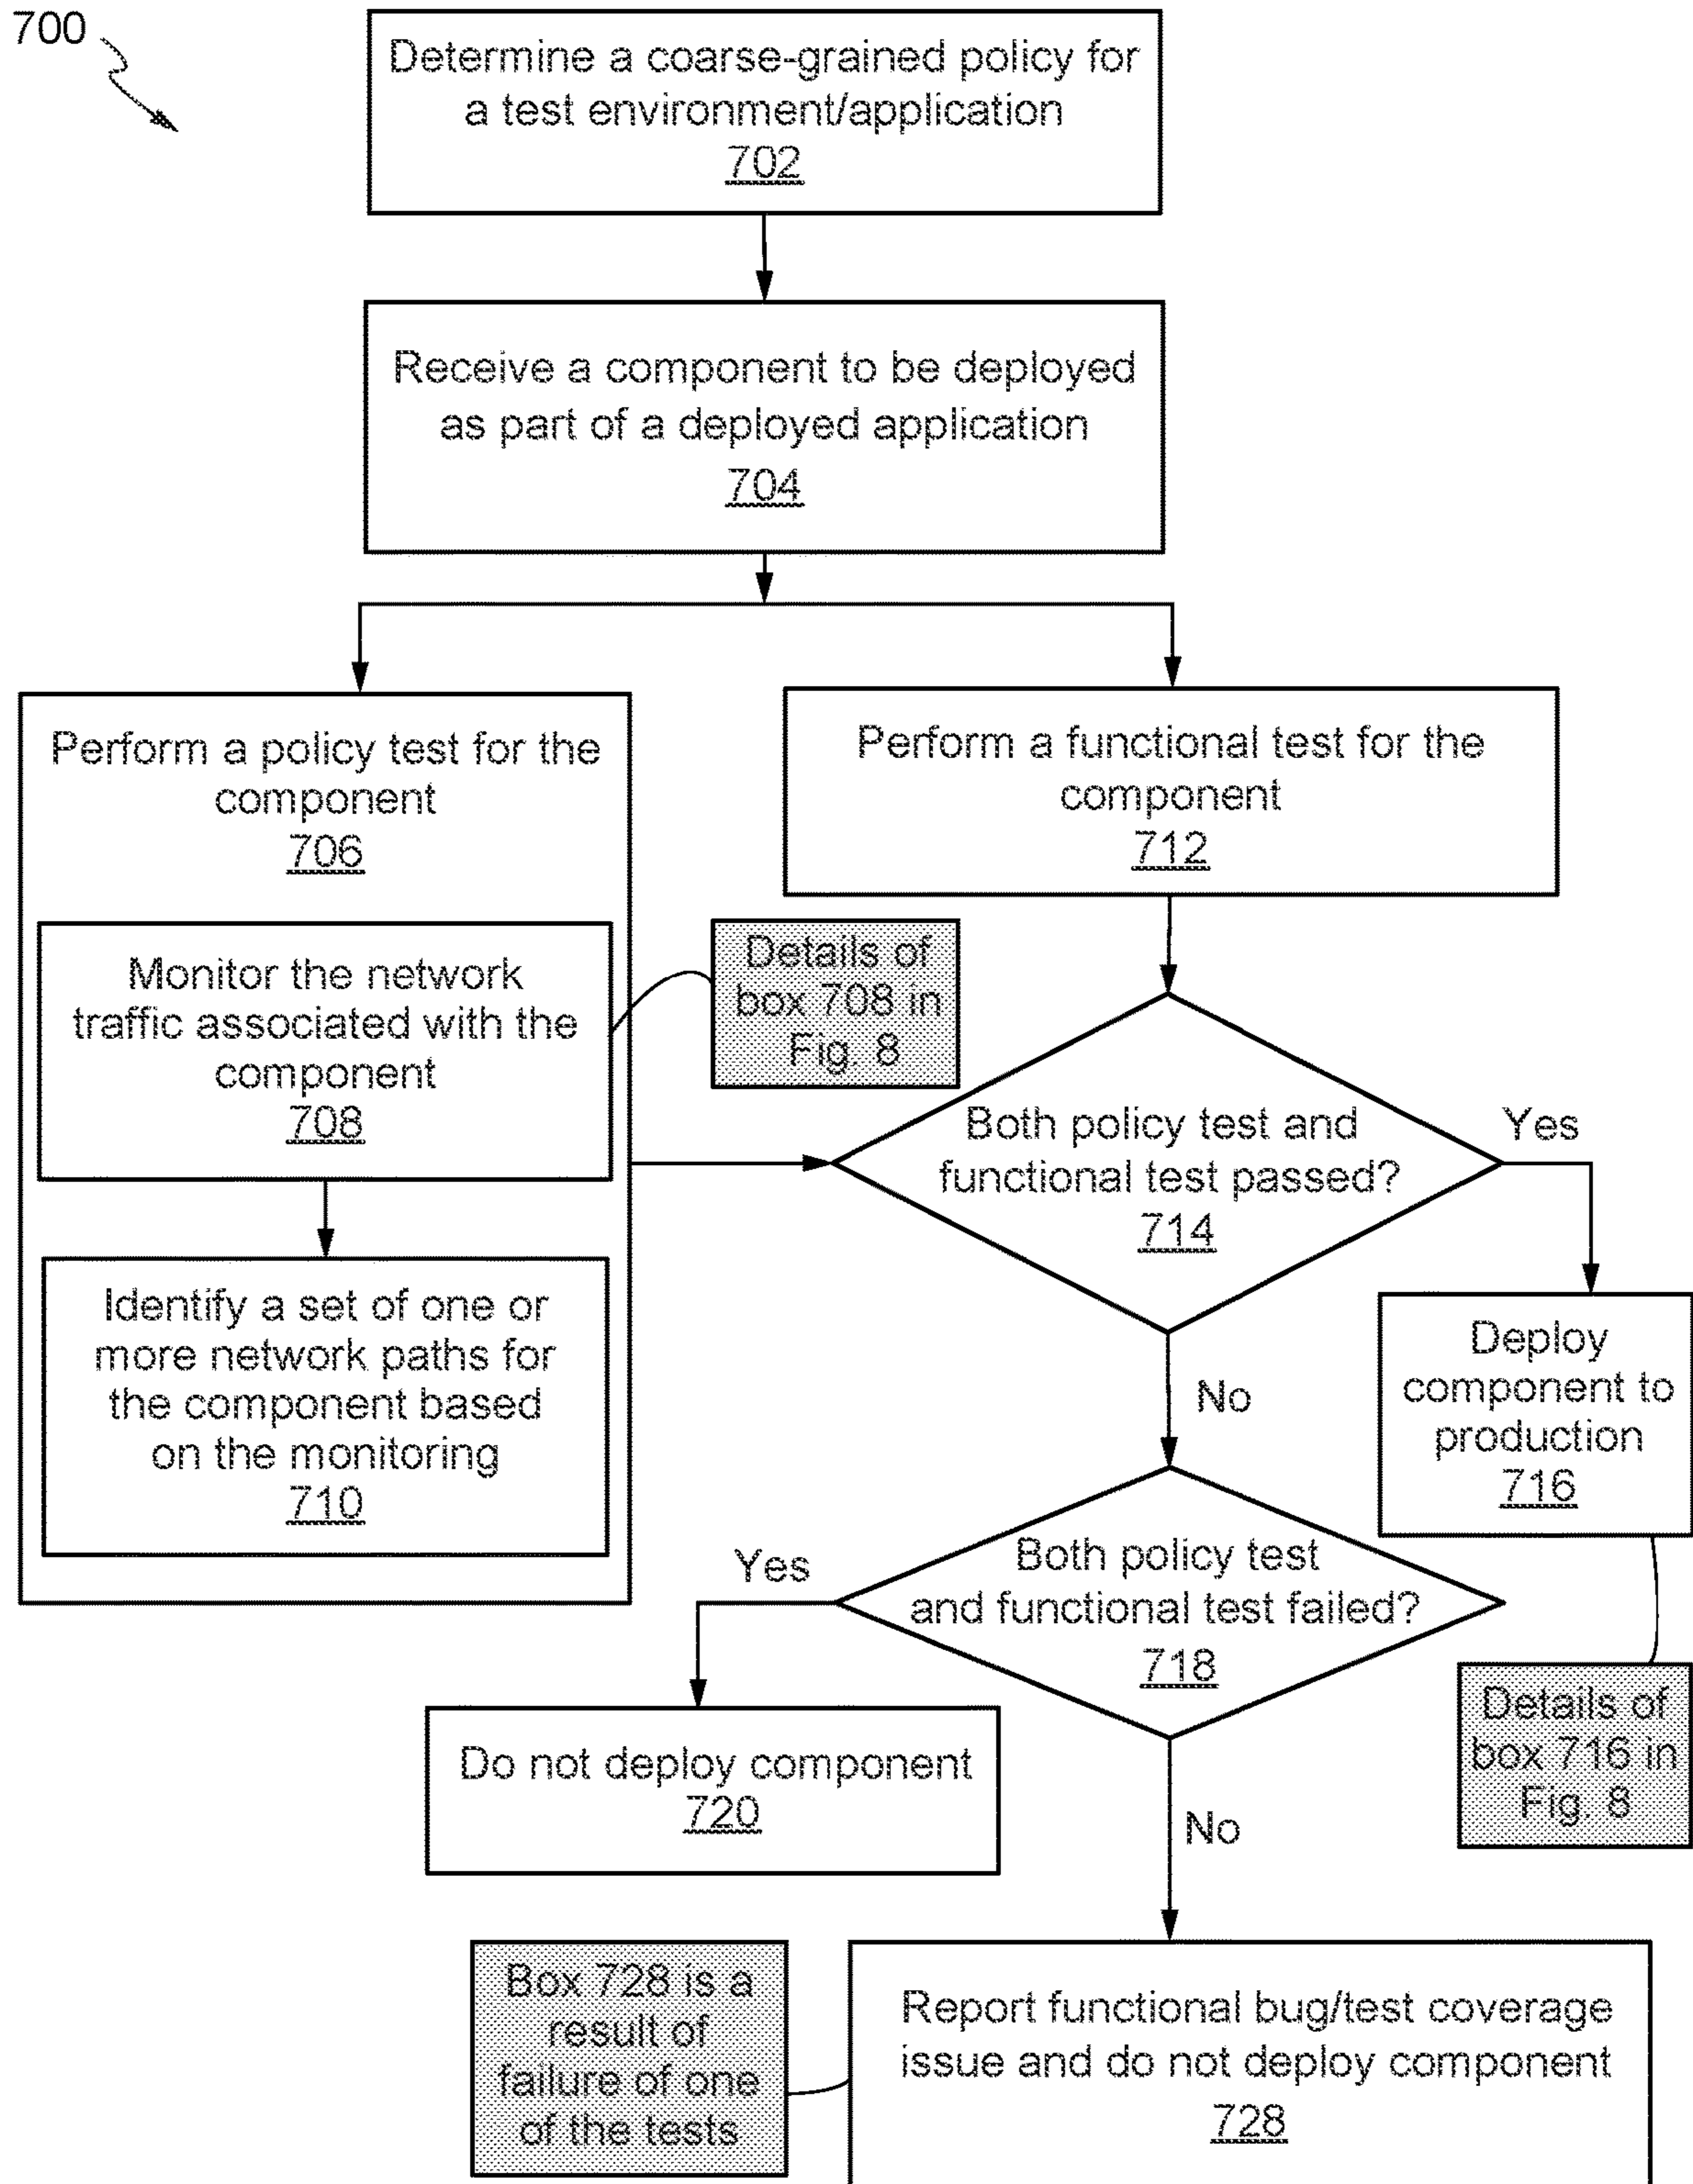 700
Determine a coarse-grained policy for
a test environment/application
702
Receive a component to be deployed
as part of a deployed application
704
Perform a policy test for the
component
706
Monitor the network
traffic associated with the
component
708
Identify a set of one or
more network paths for
the component based
on the monitoring
710
Perform a functional test for the
component
712
Details of
box 708 in
Fig. 8
Both policy test and
functional test passed?
714
Yes
No
Deploy
component to
production
716
Details of
box 716 in
Fig. 8
Both policy test
and functional test failed?
718
Yes
No
Do not deploy component
720
Box 728 is a
result of
failure of one
of the tests
Report functional bug/test coverage
issue and do not deploy component
728